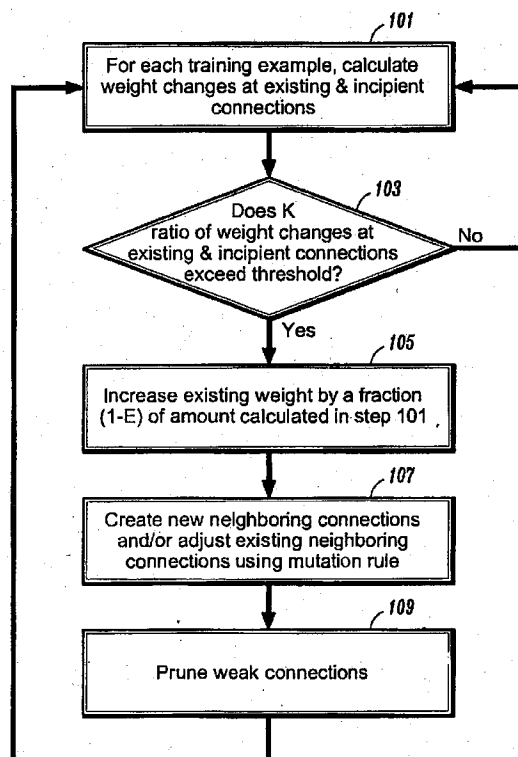 101
For each training example, calculate
weight changes at existing & incipient
connections
103
Does K
ratio of weight changes at
existing & incipient connections
exceed threshold?
No
Yes
105
Increase existing weight by a fraction
(1-E) of amount calculated in step 101
107
Create new neighboring connections
and/or adjust existing neighboring
connections using mutation rule
109
Prune weak connections